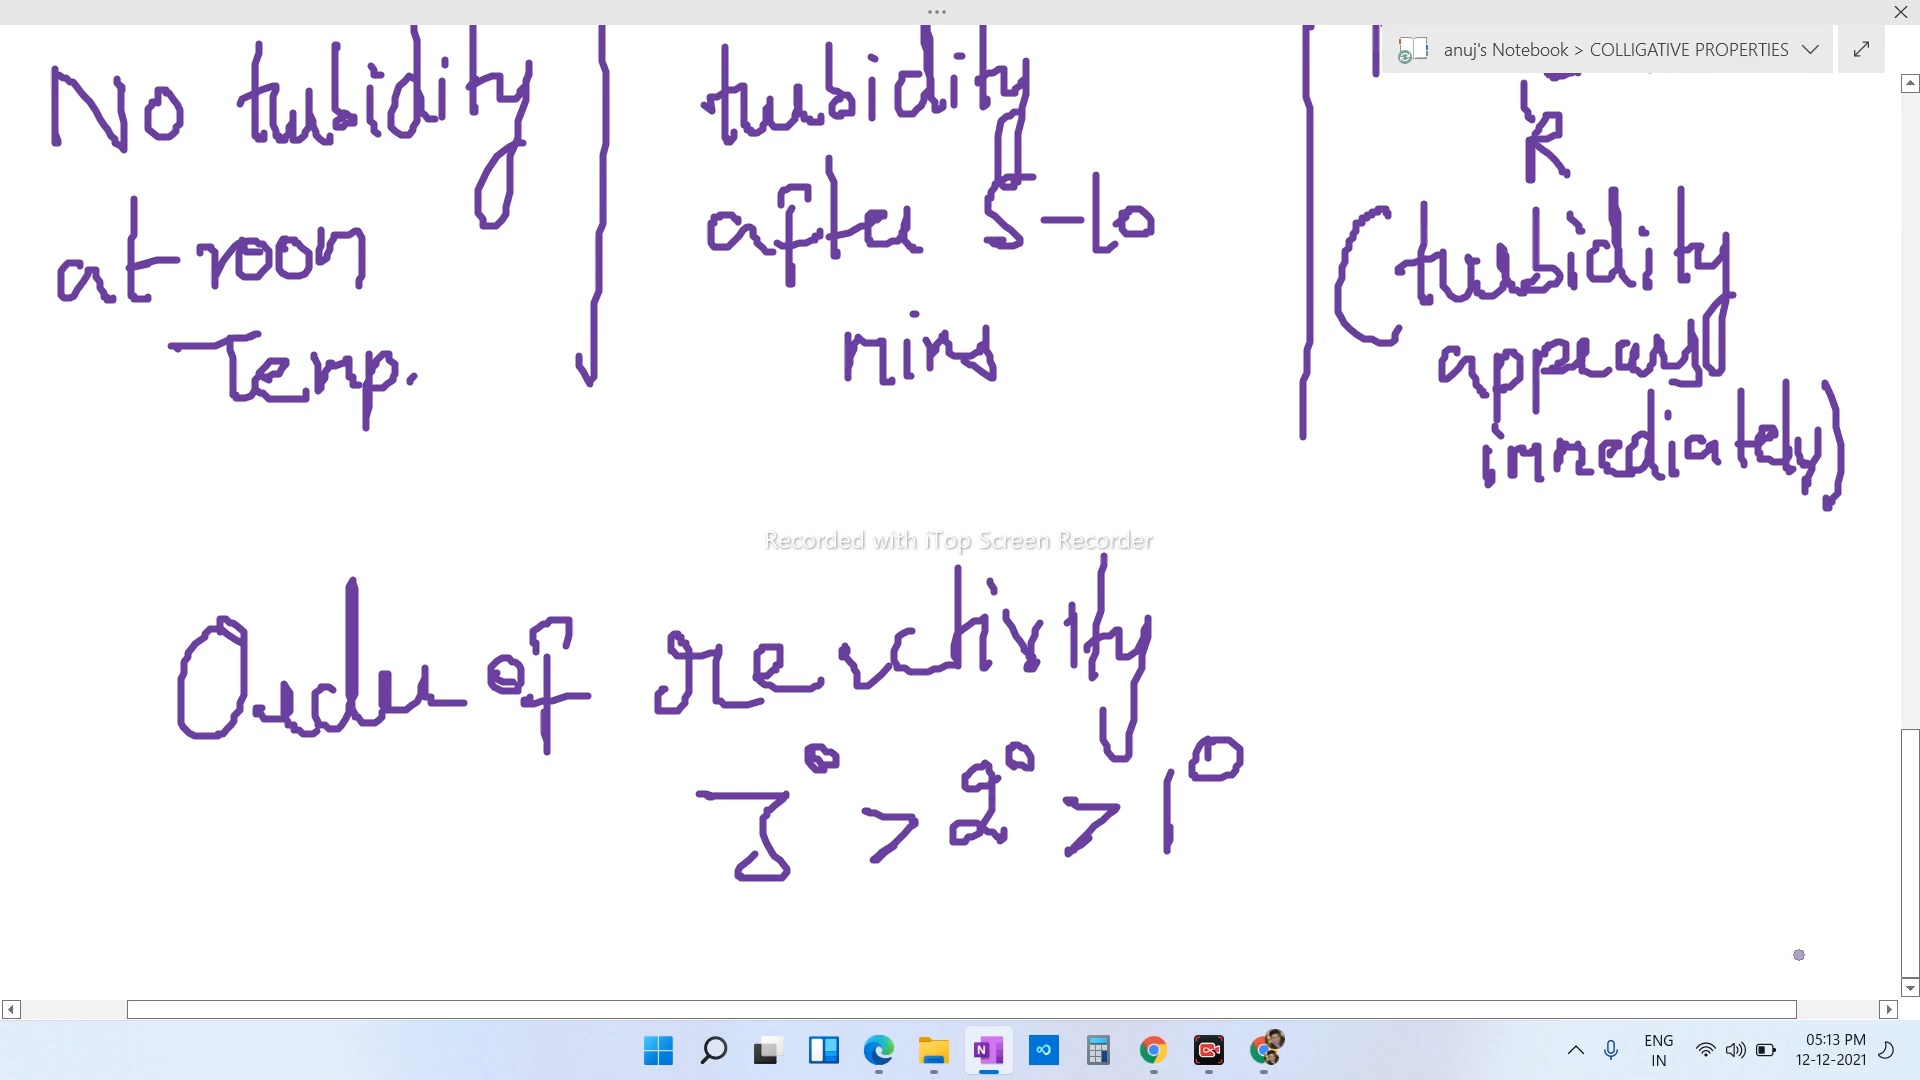 anuj's Notebook > COLLIGATIVE PROPERTIES
No tubidity
at room
Temp.
tubidity
after 5-10
mins
R
(tubidity
appears
immediately)
Recorded with iTop Screen Recorder
Order of reactivity
3° > 2° > 1°
ENG
IN
05:13 PM
12-12-2021